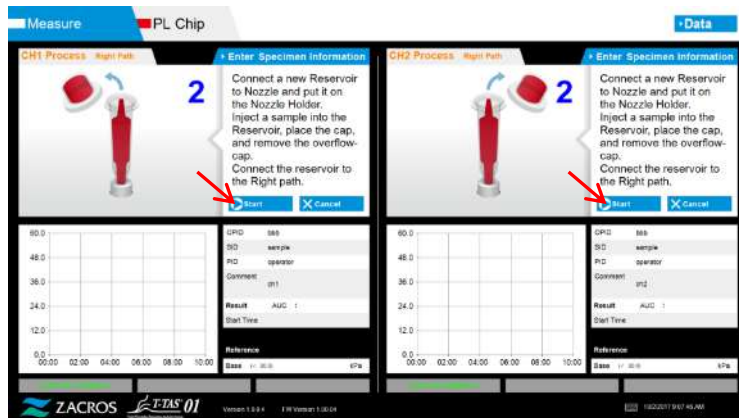 Measure
PL Chip
Data
CH1 Process Right Path
Enter Specimen Information
2
Connect a new Reservoir
to Nozzle and put it on
the Nozzle Holder.
Inject a sample into the
Reservoir, place the cap,
and remove the overflow-
cap.
Connect the reservoir to
the Right path.
Start
Cancel
60.0
48.0
36.0
24.0
12.0
0.0
00:00 02:00 04:00 06:00 08:00 10:00
OPID
SID sample
PID operator
Comment
ch1
Result AUC :
Start Time
Reference
Base kPa
CH2 Process Right Path
Enter Specimen Information
2
Connect a new Reservoir
to Nozzle and put it on
the Nozzle Holder.
Inject a sample into the
Reservoir, place the cap,
and remove the overflow-
cap.
Connect the reservoir to
the Right path.
Start
Cancel
60.0
48.0
36.0
24.0
12.0
0.0
00:00 02:00 04:00 06:00 08:00 10:00
OPID
SID sample
PID operator
Comment
ch2
Result AUC :
Start Time
Reference
Base kPa
ZACROS
T-TAS 01